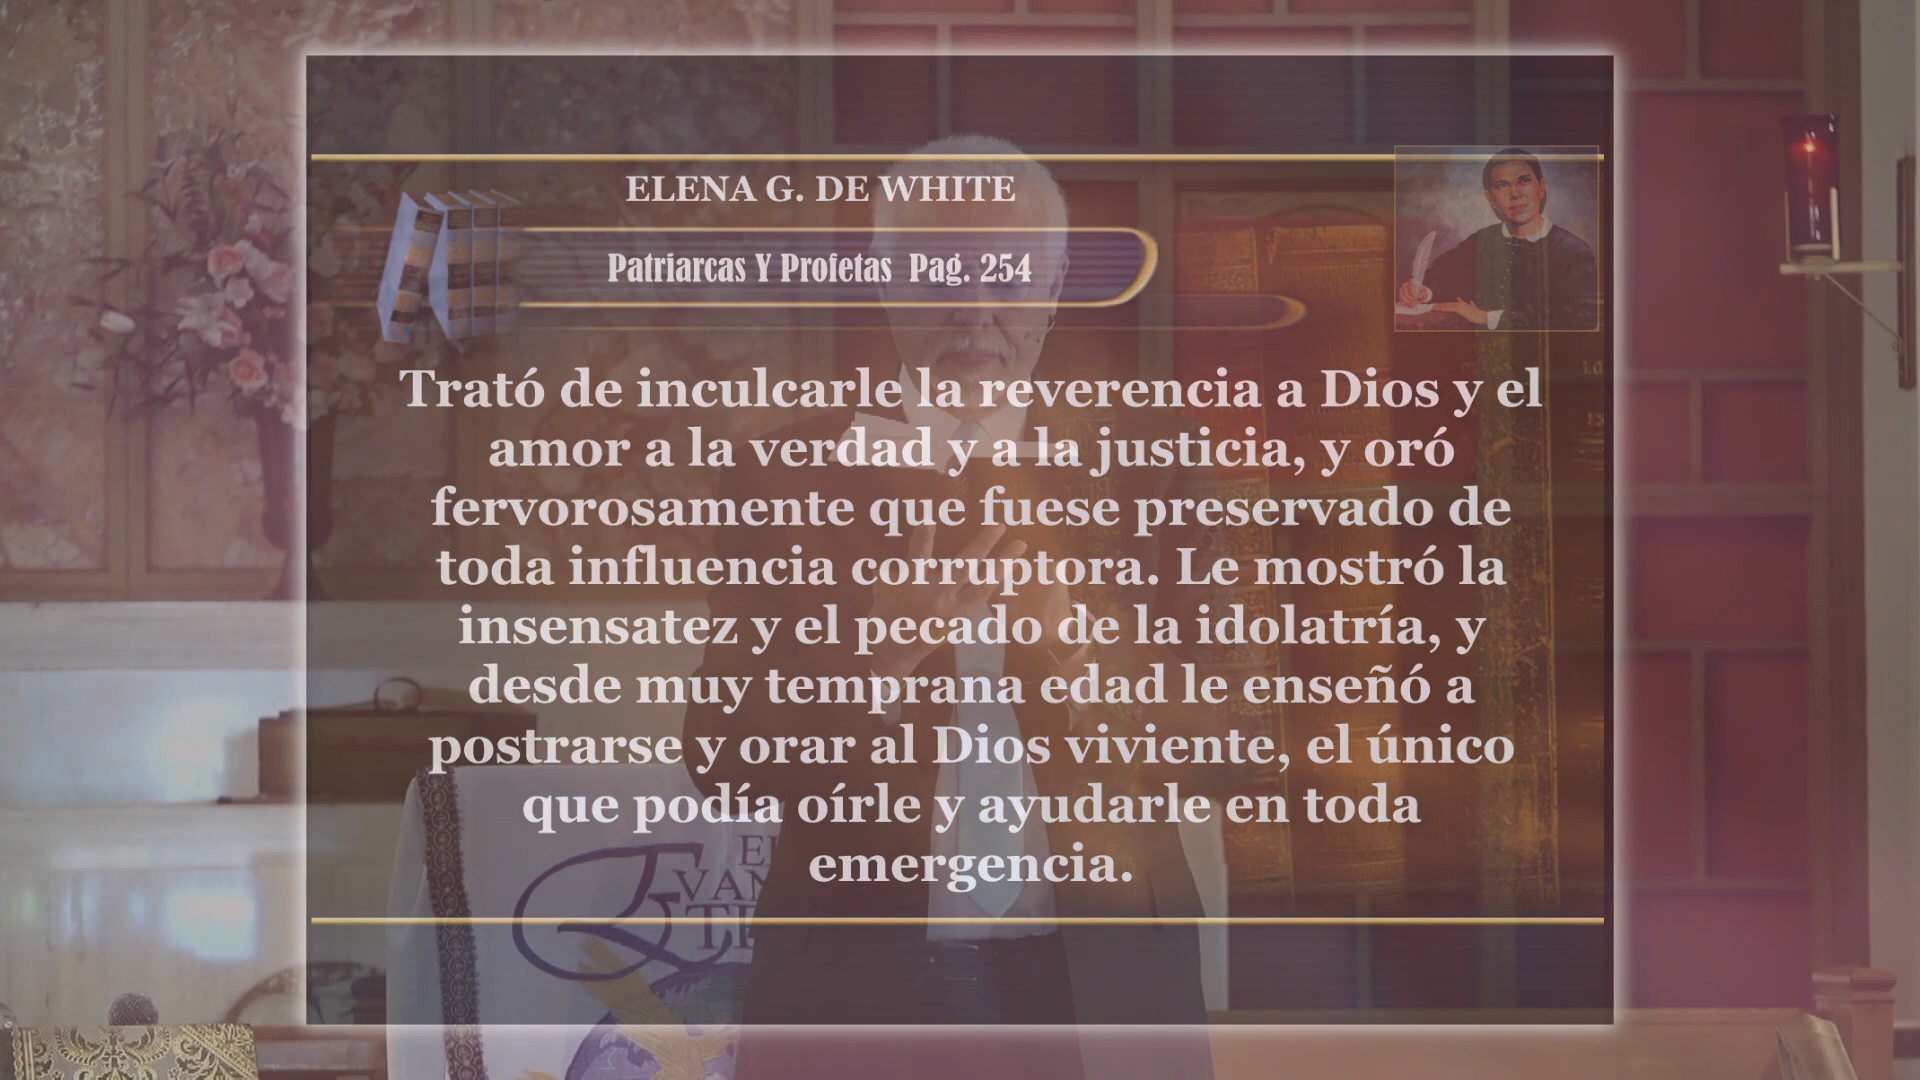 ELENA G. DE WHITE
Patriarcas Y Profetas Pag. 254
Trató de inculcarle la reverencia a Dios y el
amor a la verdad y a la justicia, y oró
fervorosamente que fuese preservado de
toda influencia corruptora. Le mostró la
insensatez y el pecado de la idolatría, y
desde muy temprana edad le enseñó a
postrarse y orar al Dios viviente, el único
que podía oírle y ayudarle en toda
emergencia.